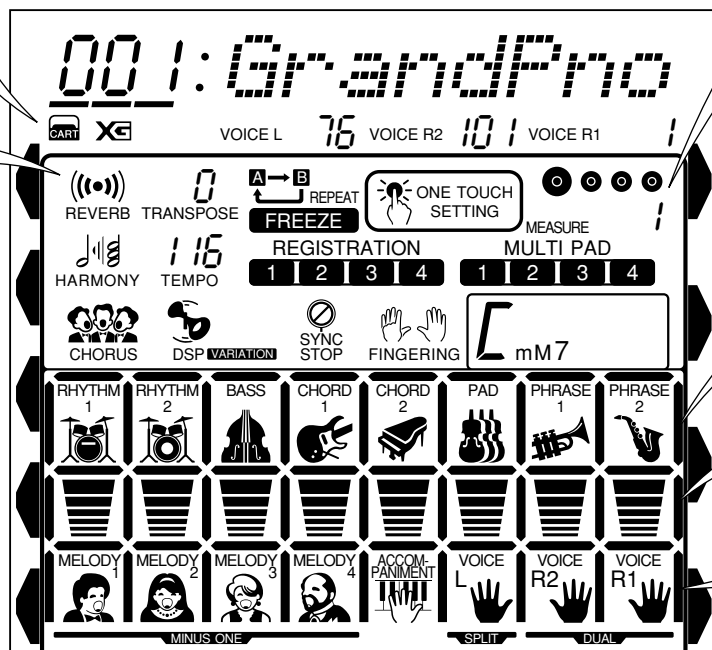 001:GrandPno
CART XG VOICE L 76 VOICE R2 101 VOICE R1 1
REVERB 0 TRANSPOSE A B REPEAT FREEZE ONE TOUCH SETTING MEASURE 1
HARMONY 116 TEMPO REGISTRATION 1 2 3 4 MULTI PAD 1 2 3 4
CHORUS DSP VARIATION SYNC STOP FINGERING C mM7
RHYTHM 1 RHYTHM 2 BASS CHORD 1 CHORD 2 PAD PHRASE 1 PHRASE 2
MELODY 1 MELODY 2 MELODY 3 MELODY 4 ACCOM-PANIMENT VOICE L VOICE R2 VOICE R1
MINUS ONE SPLIT DUAL